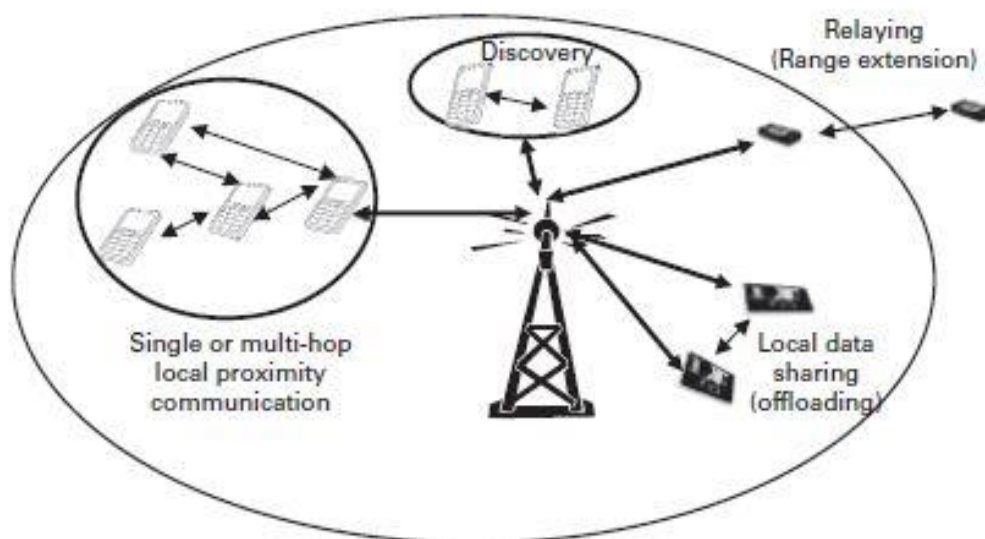 Discovery
Relaying
(Range extension)
Single or multi-hop
local proximity
communication
Local data
sharing
(offloading)